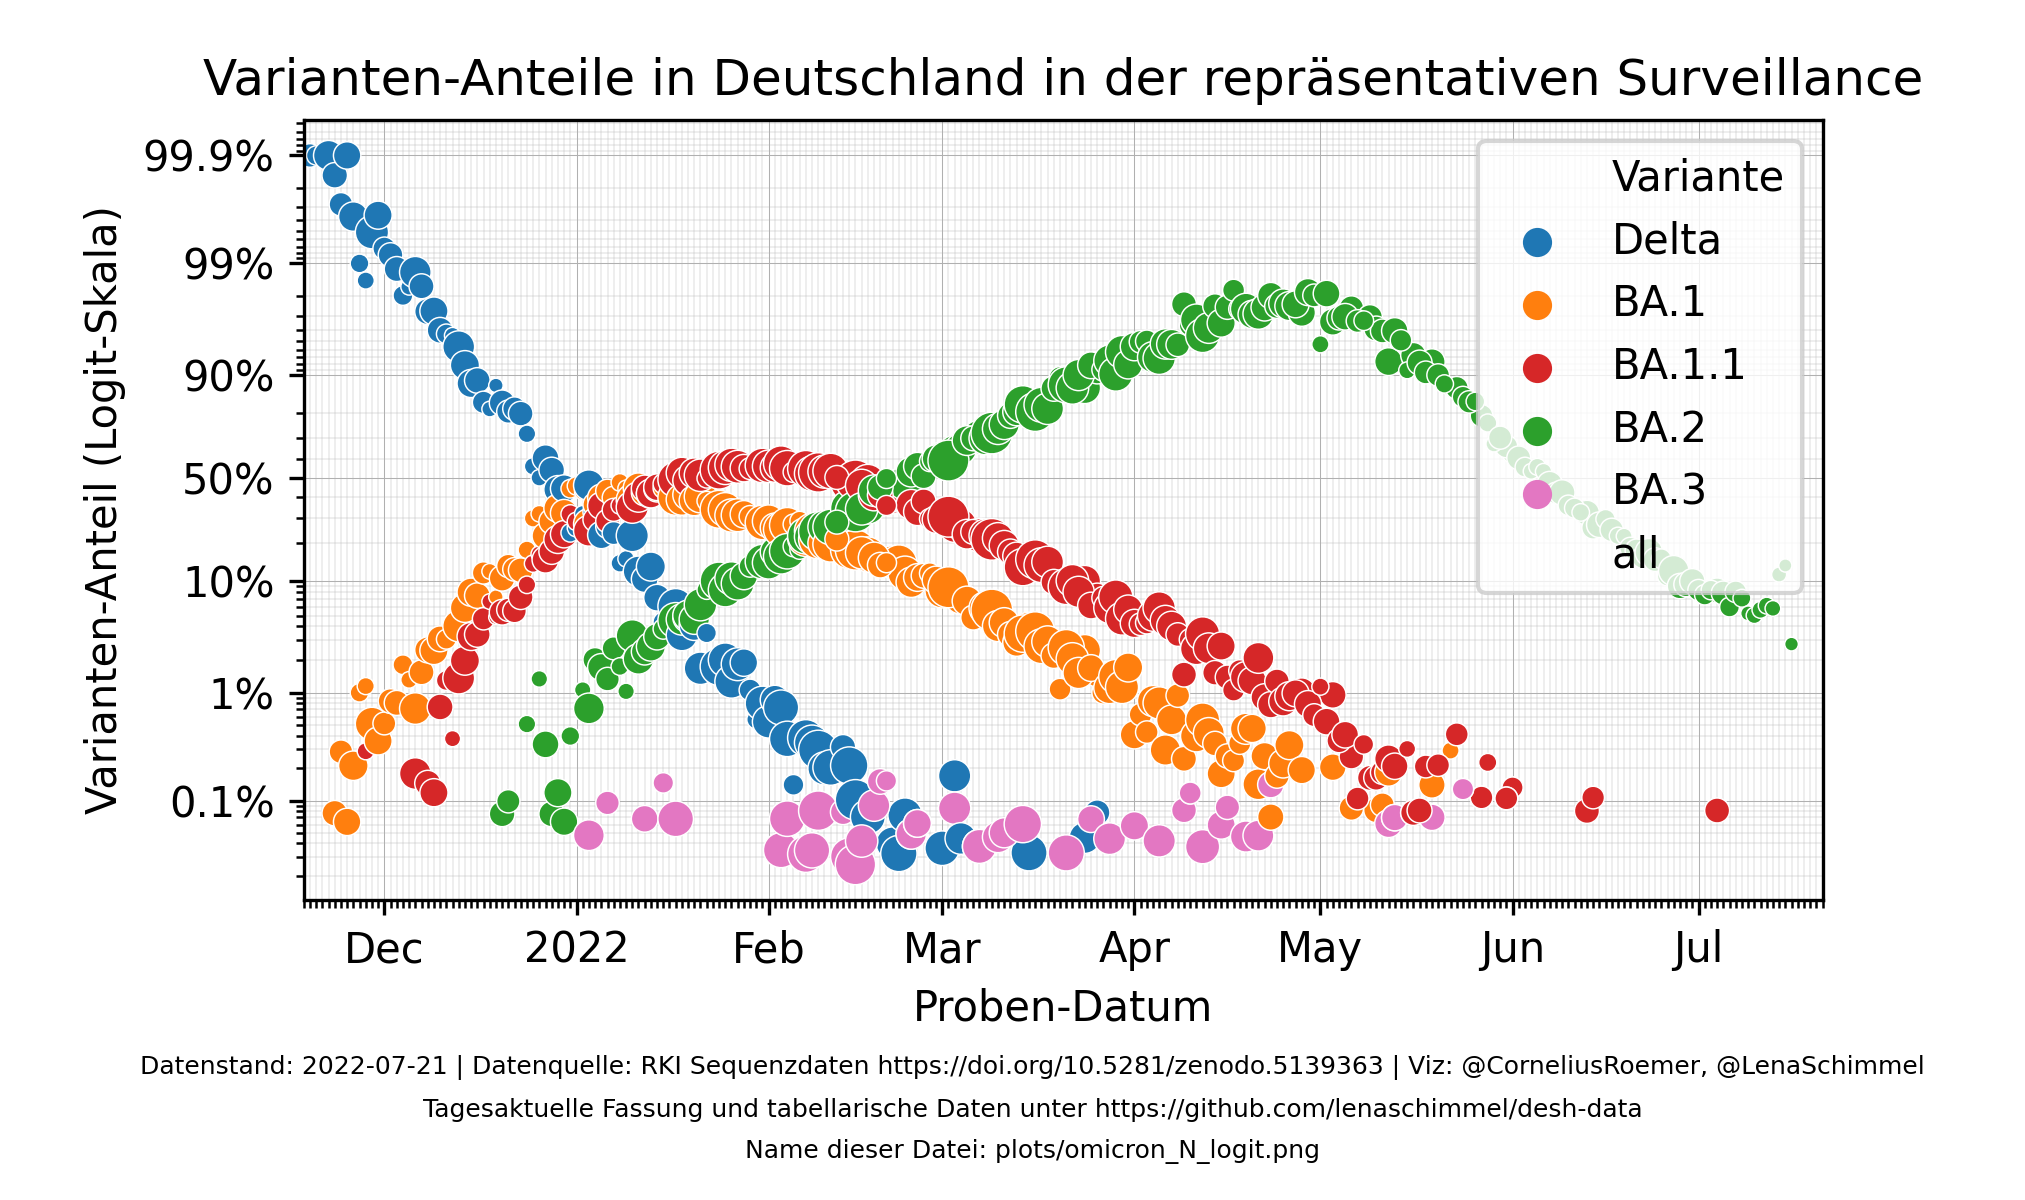 Varianten-Anteile in Deutschland in der repräsentativen Surveillance
Varianten-Anteil (Logit-Skala)
99.9%
99%
90%
50%
10%
1%
0.1%
Variante
Delta
BA.1
BA.1.1
BA.2
BA.3
all
Dec 2022 Feb Mar Apr May Jun Jul
Proben-Datum
Datenstand: 2022-07-21 | Datenquelle: RKI Sequenzdaten https://doi.org/10.5281/zenodo.5139363 | Viz: @CorneliusRoemer, @LenaSchimmel
Tagesaktuelle Fassung und tabellarische Daten unter https://github.com/lenaschimmel/desh-data
Name dieser Datei: plots/omicron_N_logit.png